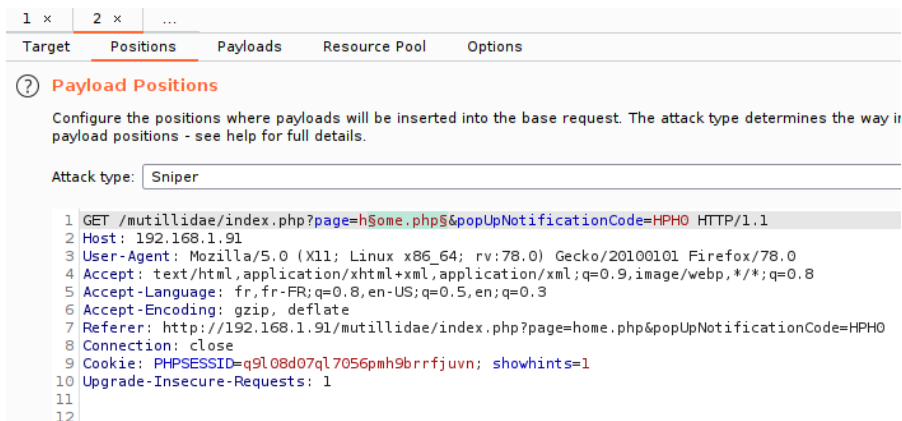 1 × 2 × ...
Target Positions Payloads Resource Pool Options
? Payload Positions
Configure the positions where payloads will be inserted into the base request. The attack type determines the way i
payload positions - see help for full details.
Attack type: Sniper
1 GET /mutillidae/index.php?page=h§ome.php§&popUpNotificationCode=HPH0 HTTP/1.1
2 Host: 192.168.1.91
3 User-Agent: Mozilla/5.0 (X11; Linux x86_64; rv:78.0) Gecko/20100101 Firefox/78.0
4 Accept: text/html,application/xhtml+xml,application/xml;q=0.9,image/webp,*/*;q=0.8
5 Accept-Language: fr,fr-FR;q=0.8,en-US;q=0.5,en;q=0.3
6 Accept-Encoding: gzip, deflate
7 Referer: http://192.168.1.91/mutillidae/index.php?page=home.php&popUpNotificationCode=HPH0
8 Connection: close
9 Cookie: PHPSESSID=q9l08d07ql7056pmh9brrfjuvn; showhints=1
10 Upgrade-Insecure-Requests: 1
11
12